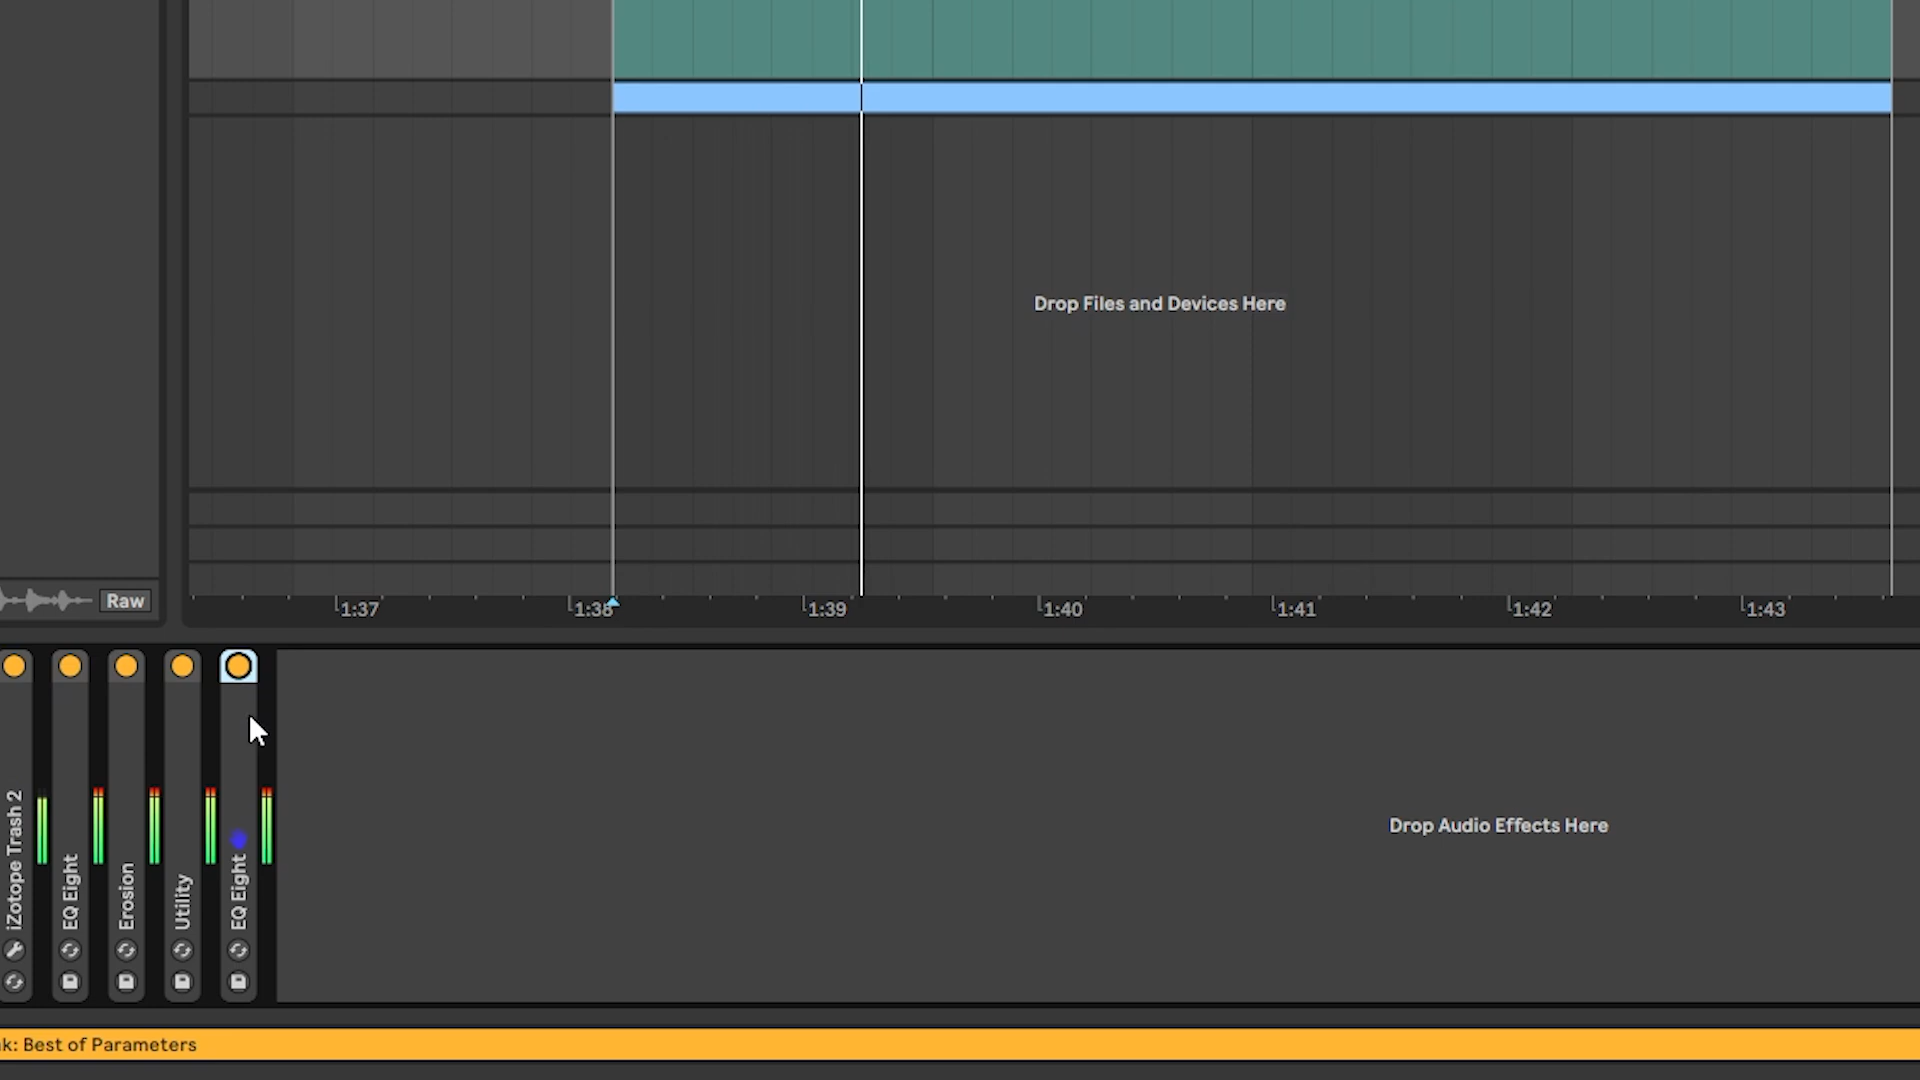 Drop Files and Devices Here
Raw
1:37
1:38
1:39
1:40
1:41
1:42
1:43
iZotope Trash 2
EQ Eight
Erosion
Utility
EQ Eight
Drop Audio Effects Here
k: Best of Parameters